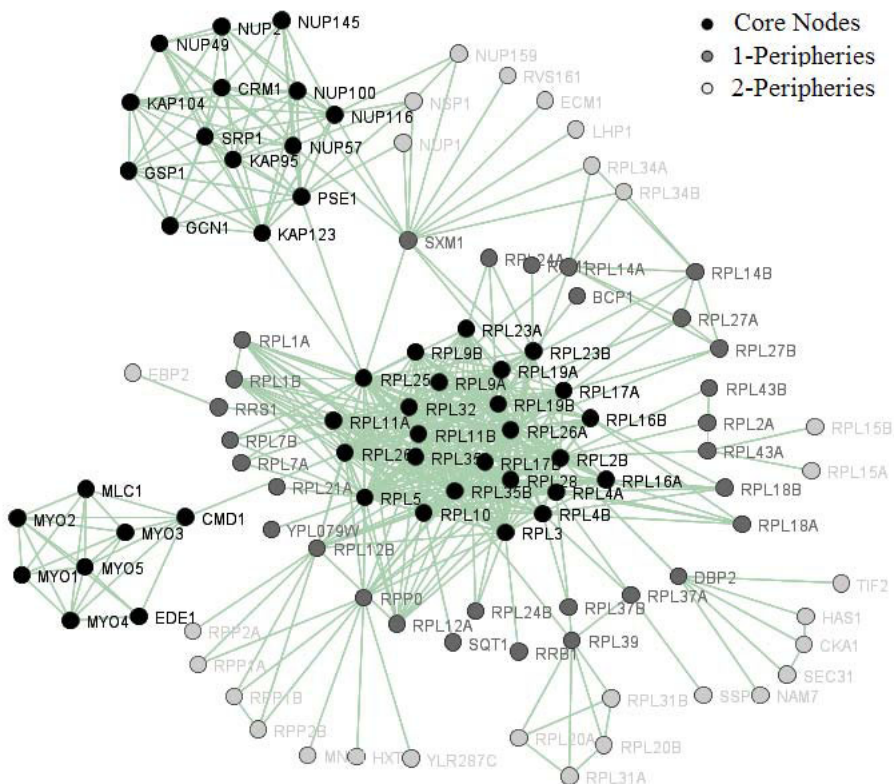 Core Nodes
1-Peripheries
2-Peripheries
NUP145
NUP2
NUP49
NUP159
RVS161
CRM1
NUP100
ECM1
KAP104
NSP1
NUP116
LHP1
SRP1
NUP57
NUP1
KAP95
GSP1
RPL34A
PSE1
RPL34B
GCN1
KAP123
SXM1
RPL24A
RPL14A
RPL14B
BCP1
RPL27A
RPL23A
RPL1A
RPL9B
RPL23B
RPL27B
RPL19A
EBP2
RPL1B
RPL25
RPL9A
RPL17A
RPL43B
RRS1
RPL32
RPL19B
RPL11A
RPL16B
RPL2A
RPL15B
RPL7B
RPL11B
RPL26A
RPL26
RPL35
RPL17B
RPL2B
RPL43A
RPL7A
RPL15A
RPL28
RPL16A
RPL21A
RPL5
RPL35B
RPL4A
RPL18B
MLC1
RPL10
RPL4B
MYO2
CMD1
RPL18A
YPL079W
MYO3
RPL3
RPL12B
MYO1
MYO5
DBP2
TIF2
RPP0
RPL24B
RPL37B
RPL37A
MYO4
EDE1
RPL12A
HAS1
RPP2A
SQT1
RRB1
RPL39
CKA1
RPP1A
SEC31
RPP1B
RPL31B
SSP
NAM7
RPP2B
RPL20A
RPL20B
MN
HXT
YLR287C
RPL31A